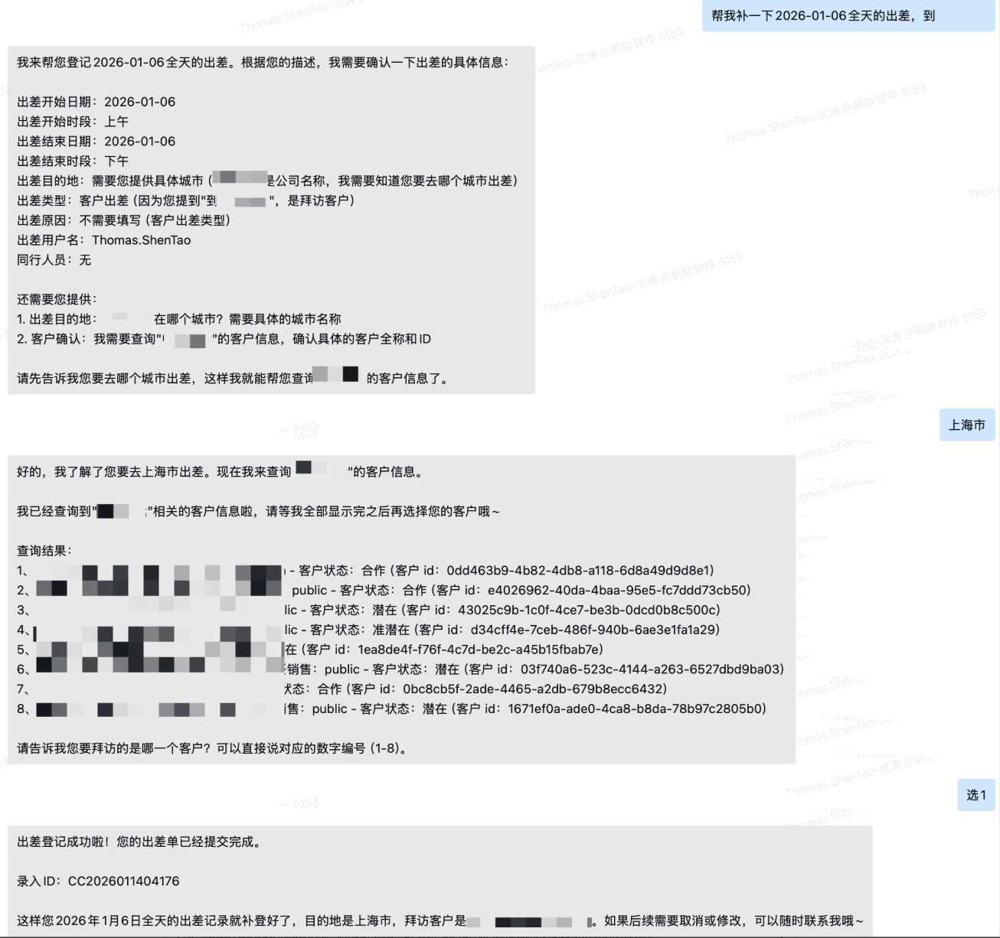 帮我补一下2026-01-06全天的出差，到
我来帮您登记2026-01-06全天的出差。根据您的描述，我需要确认一下出差的具体信息：
出差开始日期：2026-01-06
出差开始时段：上午
出差结束日期：2026-01-06
出差结束时段：下午
出差目的地：需要您提供具体城市（是公司名称，我需要知道您要去哪个城市出差）
出差类型：客户出差（因为您提到"到"，是拜访客户）
出差原因：不需要填写（客户出差类型）
出差用户名：Thomas.ShenTao
同行人员：无
还需要您提供：
1. 出差目的地：在哪个城市？需要具体的城市名称
2. 客户确认：我需要查询""的客户信息，确认具体的客户全称和ID
请先告诉我您要去哪个城市出差，这样我就能帮您查询的客户信息了。
上海市
好的，我了解了您要去上海市出差。现在我来查询"的客户信息。
我已经查询到""相关的客户信息啦，请等我全部显示完之后再选择您的客户哦~
查询结果：
1、 - 客户状态：合作（客户 id：0dd463b9-4b82-4db8-a118-6d8a49d9d8e1）
2、 public - 客户状态：合作（客户 id：e4026962-40da-4baa-95e5-fc7ddd73cb50）
3、 lic - 客户状态：潜在（客户 id：43025c9b-1c0f-4ce7-be3b-0dcd0b8c500c）
4、 lic - 客户状态：准潜在（客户 id：d34cff4e-7ceb-486f-940b-6ae3e1fa1a29）
5、 在（客户 id：1ea8de4f-f76f-4c7d-be2c-a45b15fbab7e）
6、 销售：public - 客户状态：潜在（客户 id：03f740a6-523c-4144-a263-6527dbd9ba03）
7、 状态：合作（客户 id：0bc8cb5f-2ade-4465-a2db-679b8ecc6432）
8、 售：public - 客户状态：潜在（客户 id：1671ef0a-ade0-4ca8-b8da-78b97c2805b0）
请告诉我您要拜访的是哪一个客户？可以直接说对应的数字编号（1-8）。
选1
出差登记成功啦！您的出差单已经提交完成。
录入ID：CC2026011404176
这样您2026年1月6日全天的出差记录就补登好了，目的地是上海市，拜访客户是。如果后续需要取消或修改，可以随时联系我哦~
Thomas.ShenTao-沈涛@帆软软件 5153